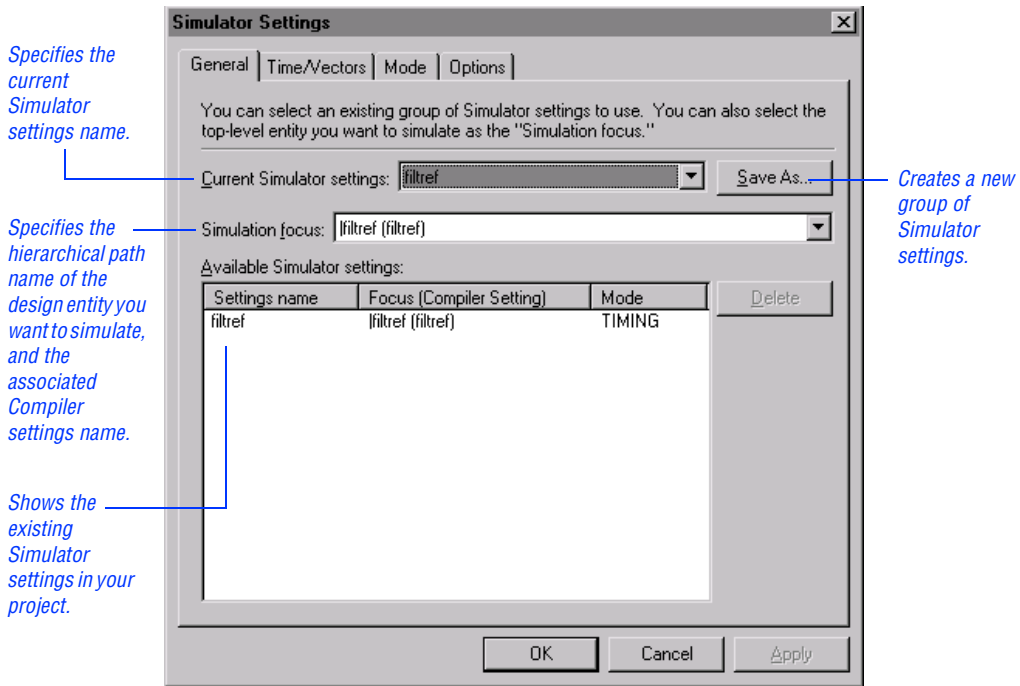 Simulator Settings
Specifies the
current
Simulator
settings name.
General
Time/Vectors
Mode
Options
You can select an existing group of Simulator settings to use. You can also select the
top-level entity you want to simulate as the "Simulation focus."
Current Simulator settings: filtref
Save As...
Creates a new
group of
Simulator
settings.
Specifies the
hierarchical path
name of the
design entity you
want to simulate,
and the
associated
Compiler
settings name.
Simulation focus: |filtref (filtref)
Available Simulator settings:
Settings name Focus (Compiler Setting) Mode
filtref |filtref (filtref) TIMING
Delete
Shows the
existing
Simulator
settings in your
project.
OK
Cancel
Apply